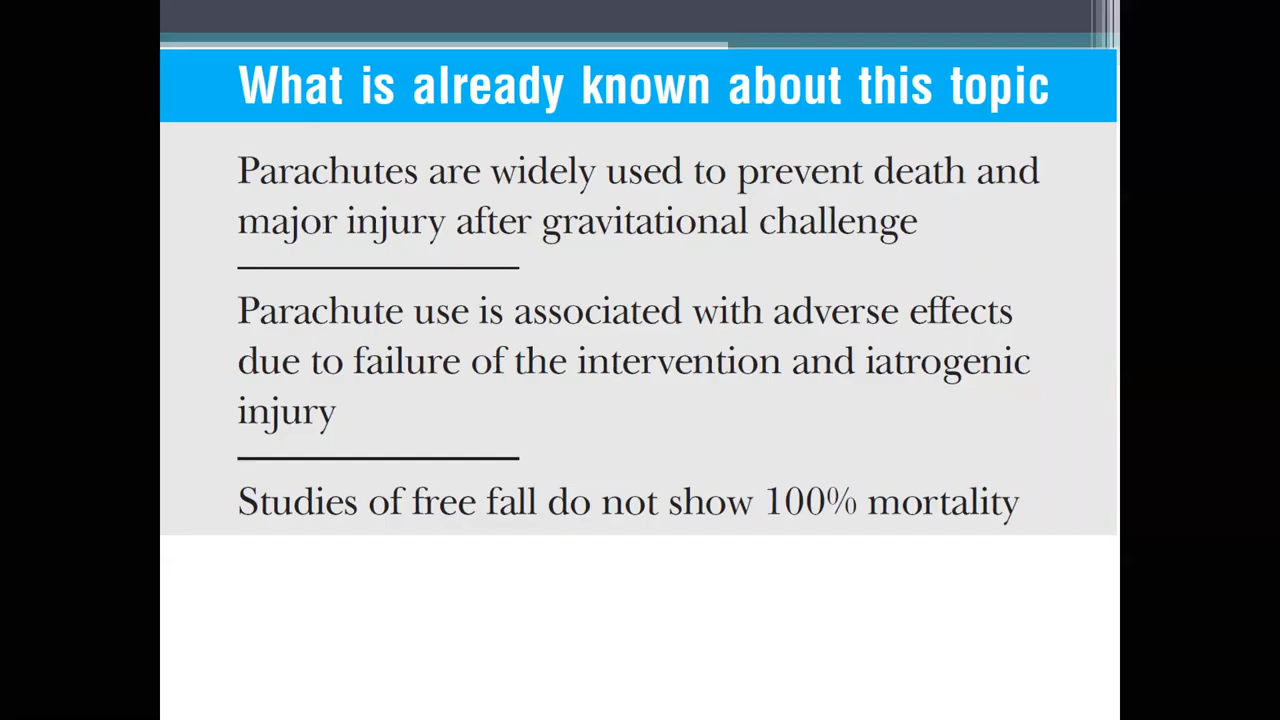 What is already known about this topic
Parachutes are widely used to prevent death and
major injury after gravitational challenge
Parachute use is associated with adverse effects
due to failure of the intervention and iatrogenic
injury
Studies of free fall do not show 100% mortality